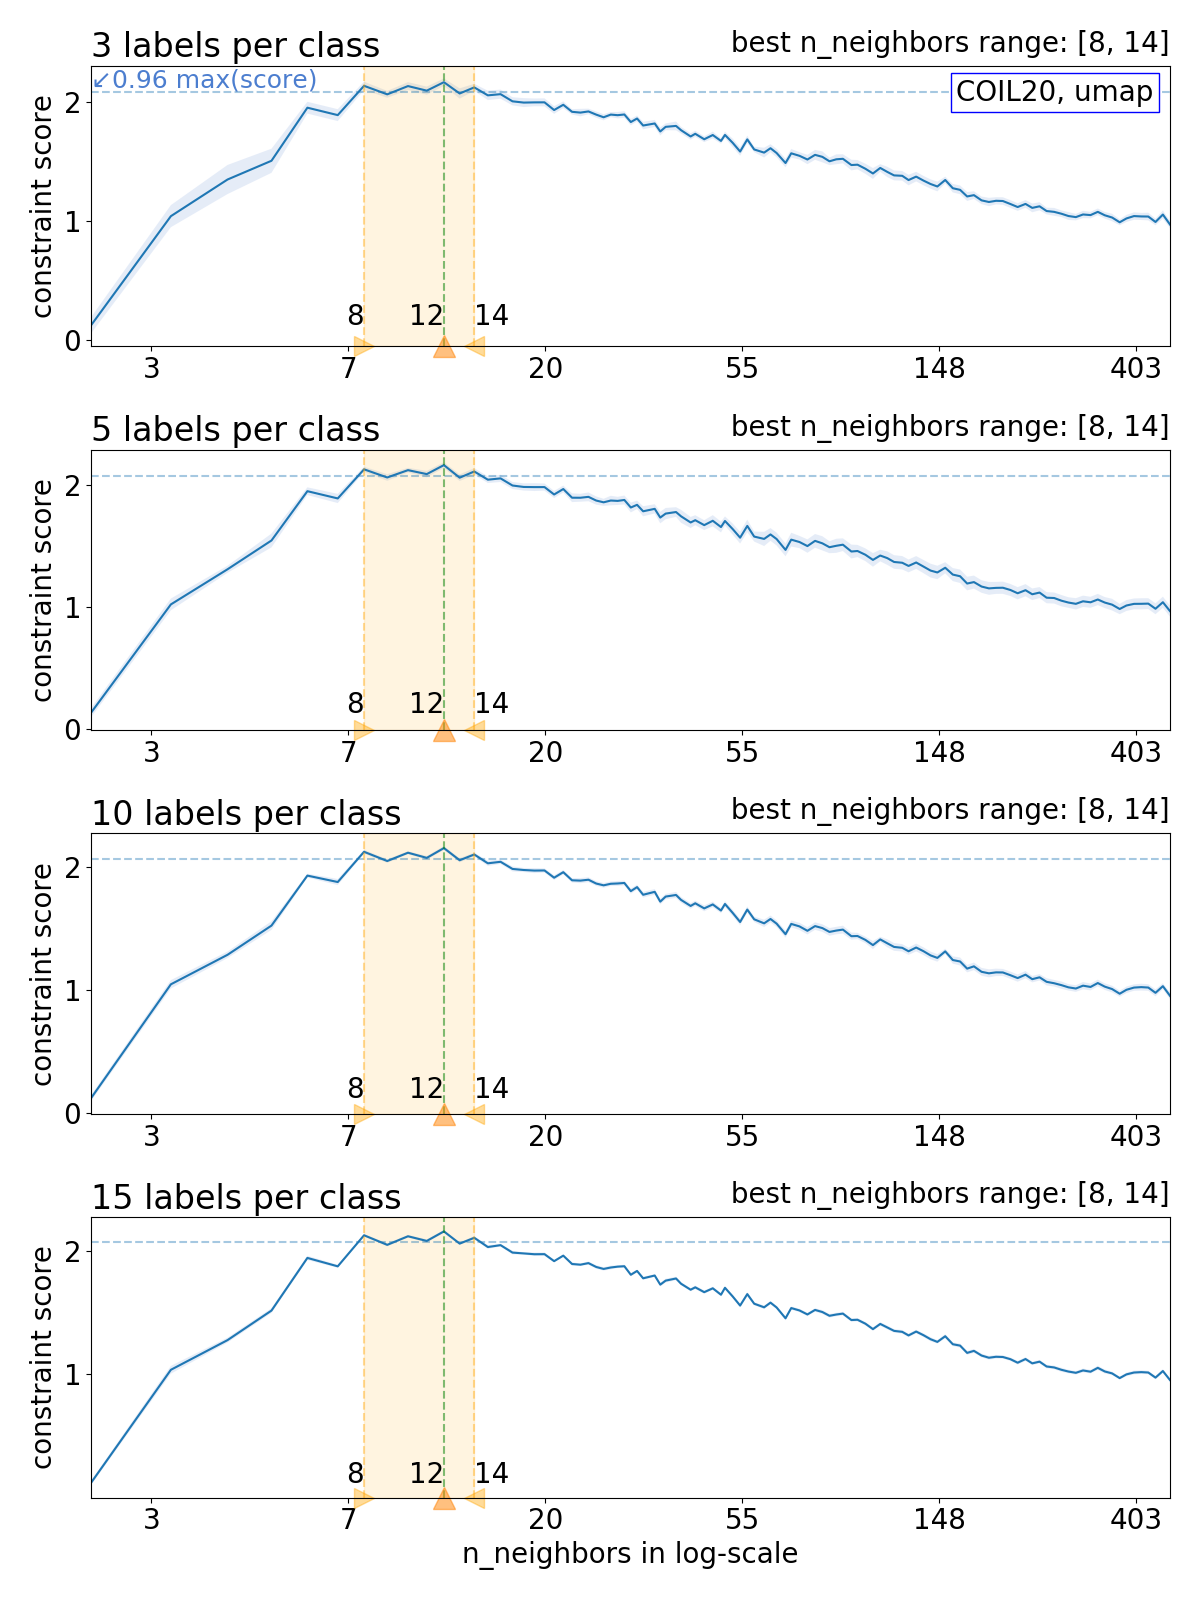 3 labels per class
best n_neighbors range: [8, 14]
↙0.96 max(score)
COIL20, umap
constraint score
2
1
0
8 12 14
3 7 20 55 148 403
5 labels per class
best n_neighbors range: [8, 14]
constraint score
2
1
0
8 12 14
3 7 20 55 148 403
10 labels per class
best n_neighbors range: [8, 14]
constraint score
2
1
0
8 12 14
3 7 20 55 148 403
15 labels per class
best n_neighbors range: [8, 14]
constraint score
2
1
8 12 14
3 7 20 55 148 403
n_neighbors in log-scale